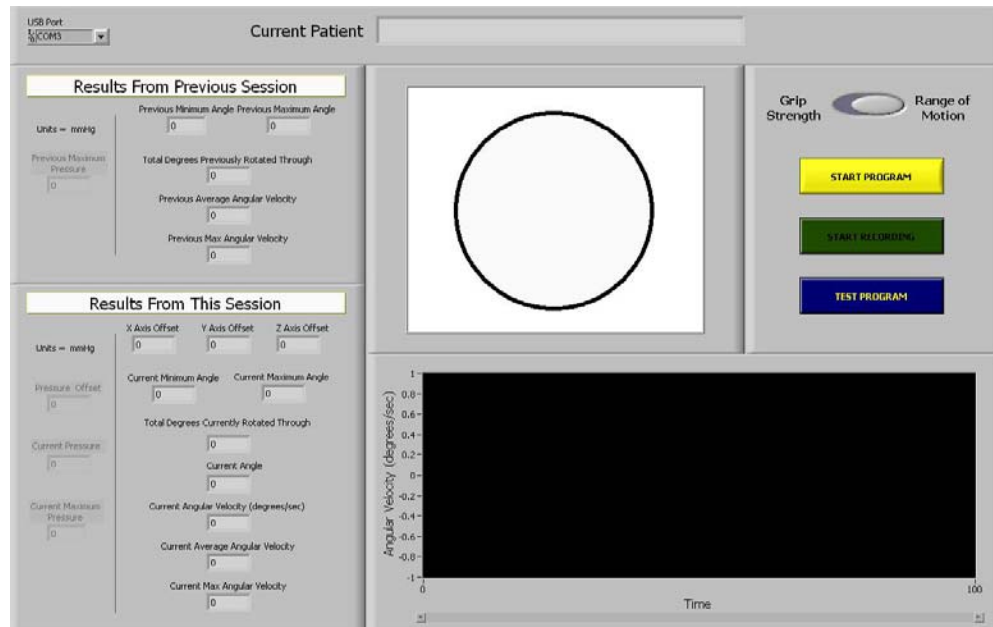 USB Port
COM3
Current Patient
Results From Previous Session
Previous Minimum Angle Previous Maximum Angle
Units = mmHg
0
0
Previous Maximum
Pressure
0
Total Degrees Previously Rotated Through
0
Previous Average Angular Velocity
0
Previous Max Angular Velocity
0
Grip
Strength
Range of
Motion
START PROGRAM
START RECORDING
TEST PROGRAM
Results From This Session
X Axis Offset Y Axis Offset Z Axis Offset
Units = mmHg
0
0
0
Pressure Offset
0
Current Pressure
0
Current Maximum
Pressure
0
Current Minimum Angle Current Maximum Angle
0
0
Total Degrees Currently Rotated Through
0
Current Angle
0
Current Angular Velocity (degrees/sec)
0
Current Average Angular Velocity
0
Current Max Angular Velocity
0
Angular Velocity (degrees/sec)
1
0.8
0.6
0.4
0.2
0
-0.2
-0.4
-0.6
-0.8
-1
0
100
Time